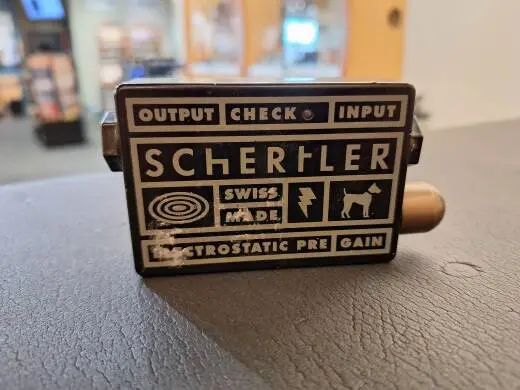 OUTPUT CHECK INPUT
SCHERTLER
SWISS
MADE
ELECTROSTATIC PRE GAIN